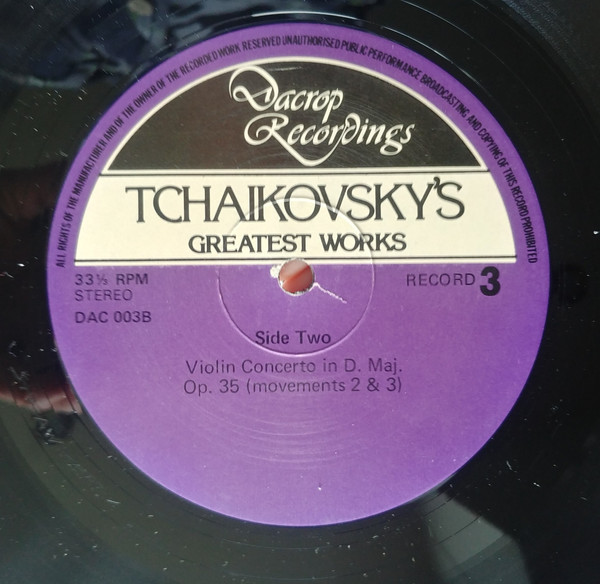 ALL RIGHTS OF THE MANUFACTURER AND OF THE OWNER OF THE RECORDED WORK RESERVED UNAUTHORISED PUBLIC PERFORMANCE BROADCASTING AND COPYING OF THIS RECORD PROHIBITED
Dacrop
Recordings
TCHAIKOVSKY'S
GREATEST WORKS
33⅓ RPM
STEREO
DAC 003B
RECORD 3
Side Two
Violin Concerto in D. Maj.
Op. 35 (movements 2 & 3)